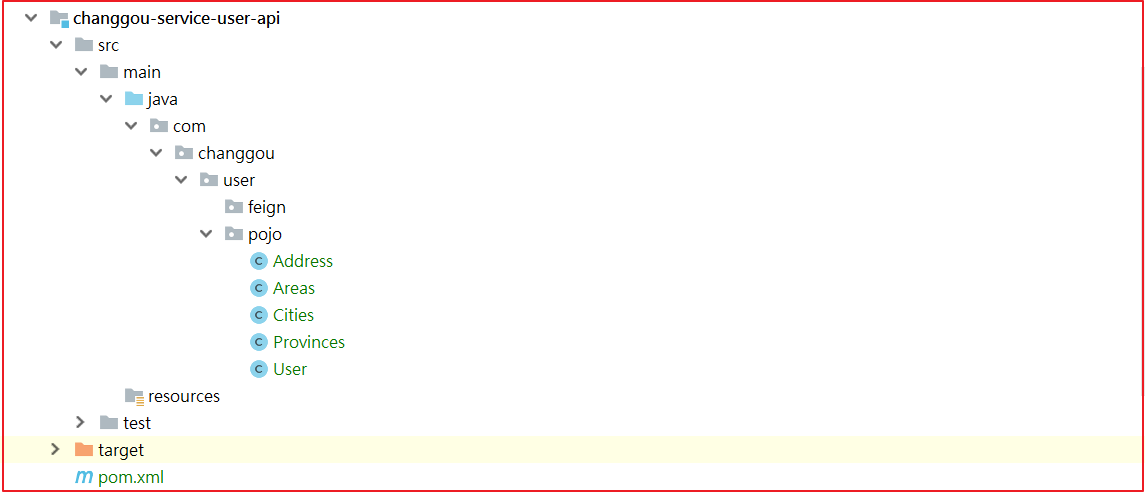 changgou-service-user-api
src
main
java
com
changgou
user
feign
pojo
C Address
C Areas
C Cities
C Provinces
C User
resources
test
target
m pom.xml